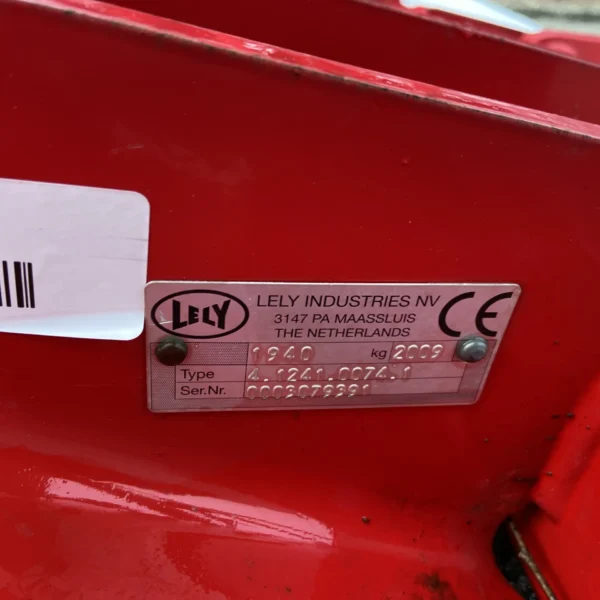 LELY
LELY INDUSTRIES NV
3147 PA MAASSLUIS
THE NETHERLANDS
CE
1940 kg 2009
Type 4.1241.0074.1
Ser.Nr. 0003079391